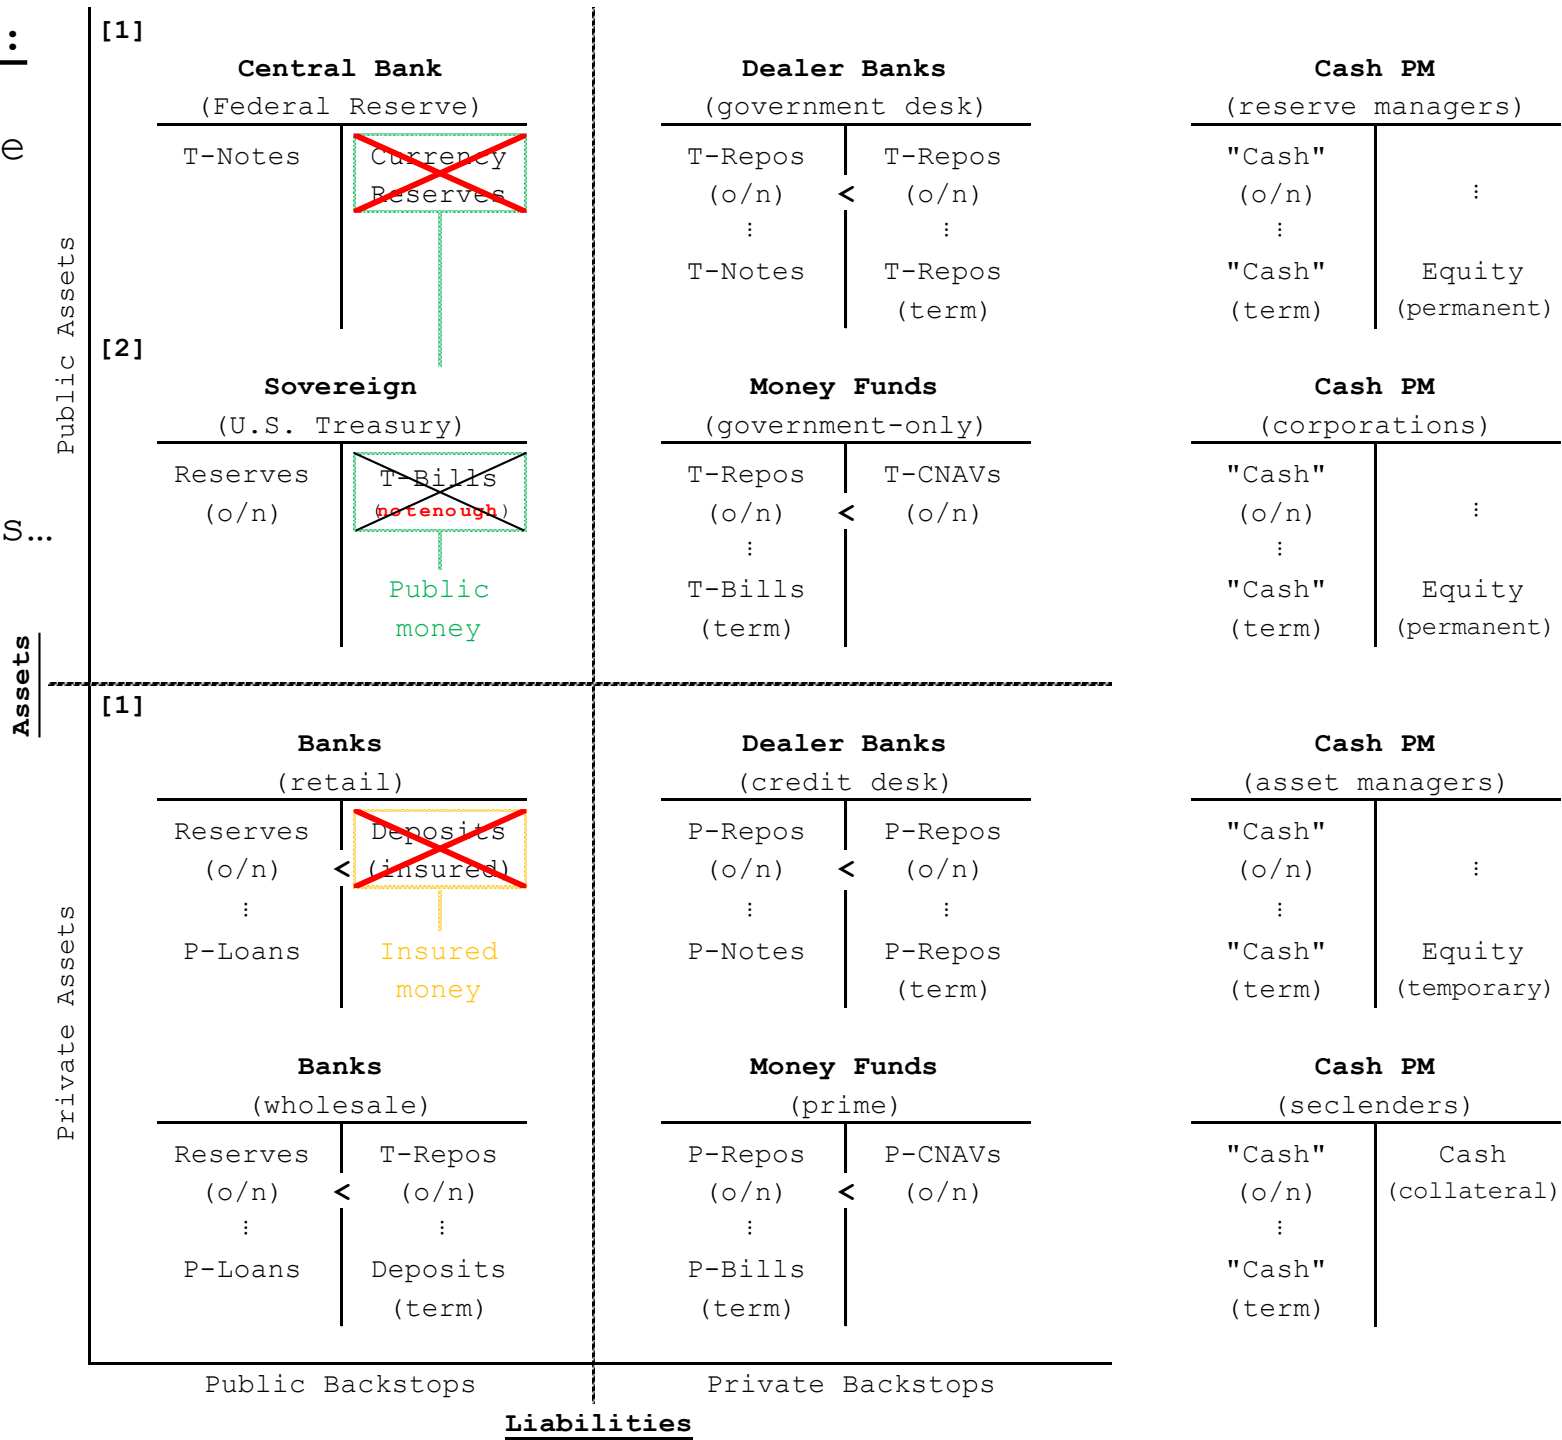 :
e
s…
Assets
Public Assets
Private Assets
[1]
Central Bank
(Federal Reserve)
T-Notes
Currency
Reserves
Dealer Banks
(government desk)
T-Repos T-Repos
(o/n) < (o/n)
⋮ ⋮
T-Notes T-Repos
(term)
Cash PM
(reserve managers)
"Cash"
(o/n) ⋮
⋮
"Cash" Equity
(term) (permanent)
[2]
Sovereign
(U.S. Treasury)
Reserves T-Bills
(o/n) (notenough)
Public
money
Money Funds
(government-only)
T-Repos T-CNAVs
(o/n) < (o/n)
⋮
T-Bills
(term)
Cash PM
(corporations)
"Cash"
(o/n) ⋮
⋮
"Cash" Equity
(term) (permanent)
[1]
Banks
(retail)
Reserves Deposits
(o/n) < (insured)
⋮
P-Loans Insured
money
Dealer Banks
(credit desk)
P-Repos P-Repos
(o/n) < (o/n)
⋮ ⋮
P-Notes P-Repos
(term)
Cash PM
(asset managers)
"Cash"
(o/n) ⋮
⋮
"Cash" Equity
(term) (temporary)
Banks
(wholesale)
Reserves T-Repos
(o/n) < (o/n)
⋮ ⋮
P-Loans Deposits
(term)
Money Funds
(prime)
P-Repos P-CNAVs
(o/n) < (o/n)
⋮
P-Bills
(term)
Cash PM
(seclenders)
"Cash" Cash
(o/n) (collateral)
⋮
"Cash"
(term)
Public Backstops Private Backstops
Liabilities